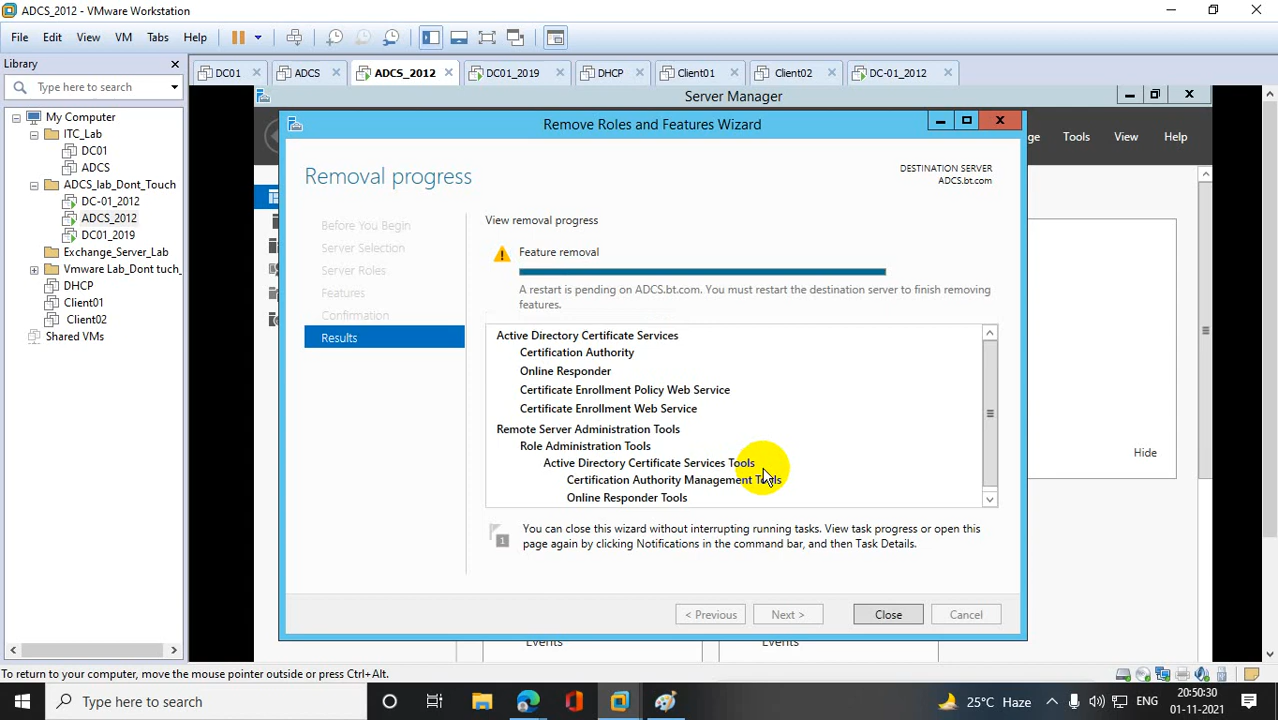 ADCS_2012 - VMware Workstation
File Edit View VM Tabs Help
Library
Type here to search
My Computer
ITC_Lab
DC01
ADCS
ADCS_lab_Dont_Touch
DC-01_2012
ADCS_2012
DC01_2019
Exchange_Server_Lab
Vmware Lab_Dont tuch_
DHCP
Client01
Client02
Shared VMs
DC01 ADCS ADCS_2012 DC01_2019 DHCP Client01 Client02 DC-01_2012
Server Manager
Tools View Help
Hide
Remove Roles and Features Wizard
Removal progress
DESTINATION SERVER
ADCS.bt.com
Before You Begin
Server Selection
Server Roles
Features
Confirmation
Results
View removal progress
Feature removal
A restart is pending on ADCS.bt.com. You must restart the destination server to finish removing
features.
Active Directory Certificate Services
Certification Authority
Online Responder
Certificate Enrollment Policy Web Service
Certificate Enrollment Web Service
Remote Server Administration Tools
Role Administration Tools
Active Directory Certificate Services Tools
Certification Authority Management Tools
Online Responder Tools
1
You can close this wizard without interrupting running tasks. View task progress or open this
page again by clicking Notifications in the command bar, and then Task Details.
< Previous Next > Close Cancel
Events Events
To return to your computer, move the mouse pointer outside or press Ctrl+Alt.
Type here to search
25°C Haze
ENG
20:50:30
01-11-2021